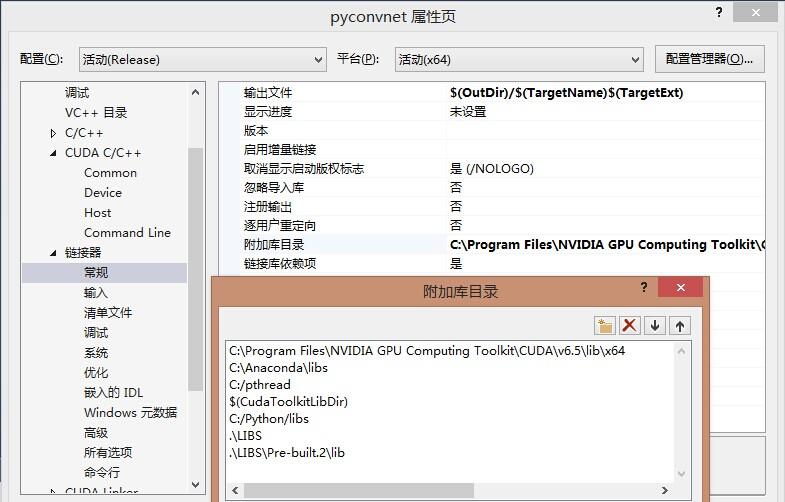 pyconvnet 属性页
?
配置(C): 活动(Release) 平台(P): 活动(x64) 配置管理器(O)...
调试
VC++ 目录
C/C++
CUDA C/C++
Common
Device
Host
Command Line
链接器
常规
输入
清单文件
调试
系统
优化
嵌入的 IDL
Windows 元数据
高级
所有选项
命令行
CUDA Linker
输出文件 $(OutDir)/$(TargetName)$(TargetExt)
显示进度 未设置
版本
启用增量链接
取消显示启动版权标志 是 (/NOLOGO)
忽略导入库 否
注册输出 否
逐用户重定向 否
附加库目录 C:\Program Files\NVIDIA GPU Computing Toolkit\C
链接库依赖项 是
附加库目录
?
C:\Program Files\NVIDIA GPU Computing Toolkit\CUDA\v6.5\lib\x64
C:\Anaconda\libs
C:/pthread
$(CudaToolkitLibDir)
C:/Python/libs
.\LIBS
.\LIBS\Pre-built.2\lib